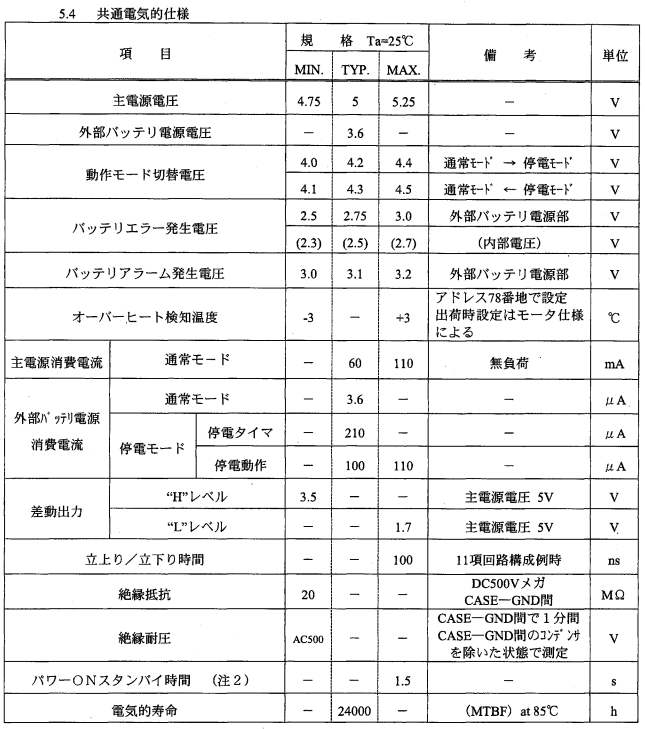 5.4 共通電気的仕様
項 目 規 格 Ta=25℃ 備 考 単位
MIN. TYP. MAX.
主電源電圧 4.75 5 5.25 － V
外部バッテリ電源電圧 － 3.6 － － V
動作モード切替電圧 4.0 4.2 4.4 通常ﾓｰﾄﾞ → 停電ﾓｰﾄﾞ V
4.1 4.3 4.5 通常ﾓｰﾄﾞ ← 停電ﾓｰﾄﾞ V
バッテリエラー発生電圧 2.5 2.75 3.0 外部バッテリ電源部 V
(2.3) (2.5) (2.7) (内部電圧) V
バッテリアラーム発生電圧 3.0 3.1 3.2 外部バッテリ電源部 V
オーバーヒート検知温度 -3 － +3 アドレス78番地で設定 ℃
出荷時設定はモータ仕様
による
主電源消費電流 通常モード － 60 110 無負荷 mA
外部ﾊﾞｯﾃﾘ電源
消費電流
通常モード － 3.6 － － μA
停電モード 停電タイマ － 210 － － μA
停電動作 － 100 110 － μA
差動出力 “H”レベル 3.5 － － 主電源電圧 5V V
“L”レベル － － 1.7 主電源電圧 5V V
立上り／立下り時間 － － 100 11項回路構成例時 ns
絶縁抵抗 20 － － DC500Vメガ MΩ
CASE－GND間
絶縁耐圧 AC500 － － CASE－GND間で1分間 V
CASE－GND間のｺﾝﾃﾞﾝｻ
を除いた状態で測定
パワーONスタンバイ時間 (注2) － － 1.5 － s
電気的寿命 － 24000 － (MTBF) at 85℃ h